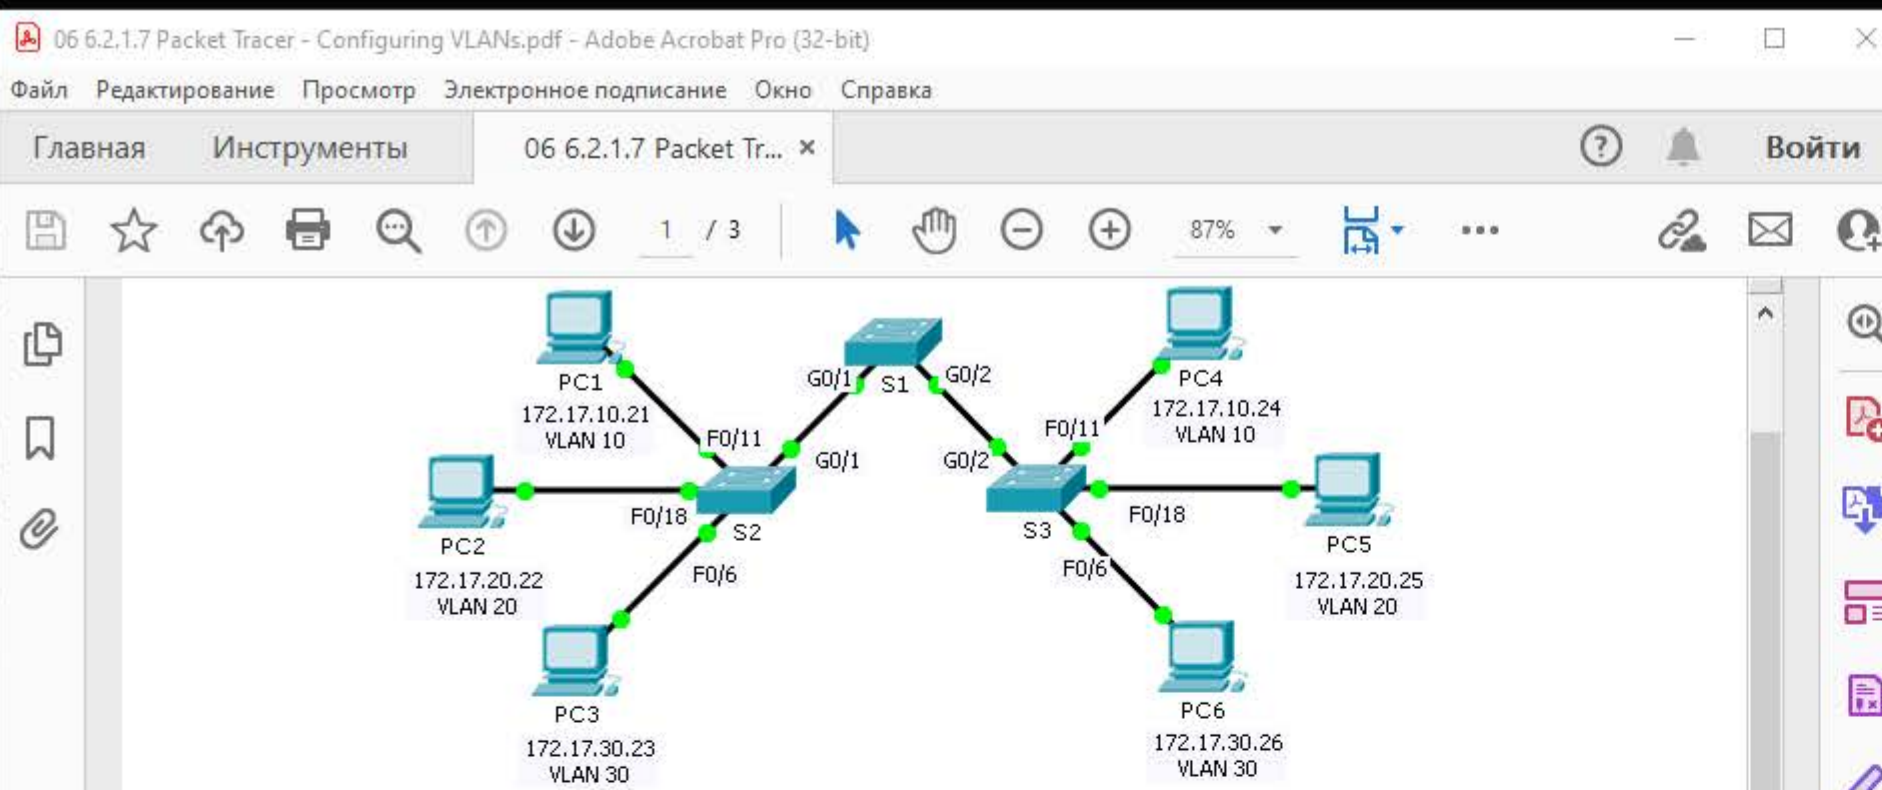 06 6.2.1.7 Packet Tracer - Configuring VLANs.pdf - Adobe Acrobat Pro (32-bit)
Файл Редактирование Просмотр Электронное подписание Окно Справка
Главная Инструменты 06 6.2.1.7 Packet Tr... × Войти
1 / 3 87%
PC1
172.17.10.21
VLAN 10
G0/1
S1
G0/2
PC4
172.17.10.24
VLAN 10
F0/11
G0/1
G0/2
F0/11
PC2
172.17.20.22
VLAN 20
F0/18
S2
F0/6
S3
F0/18
F0/6
PC5
172.17.20.25
VLAN 20
PC3
172.17.30.23
VLAN 30
PC6
172.17.30.26
VLAN 30